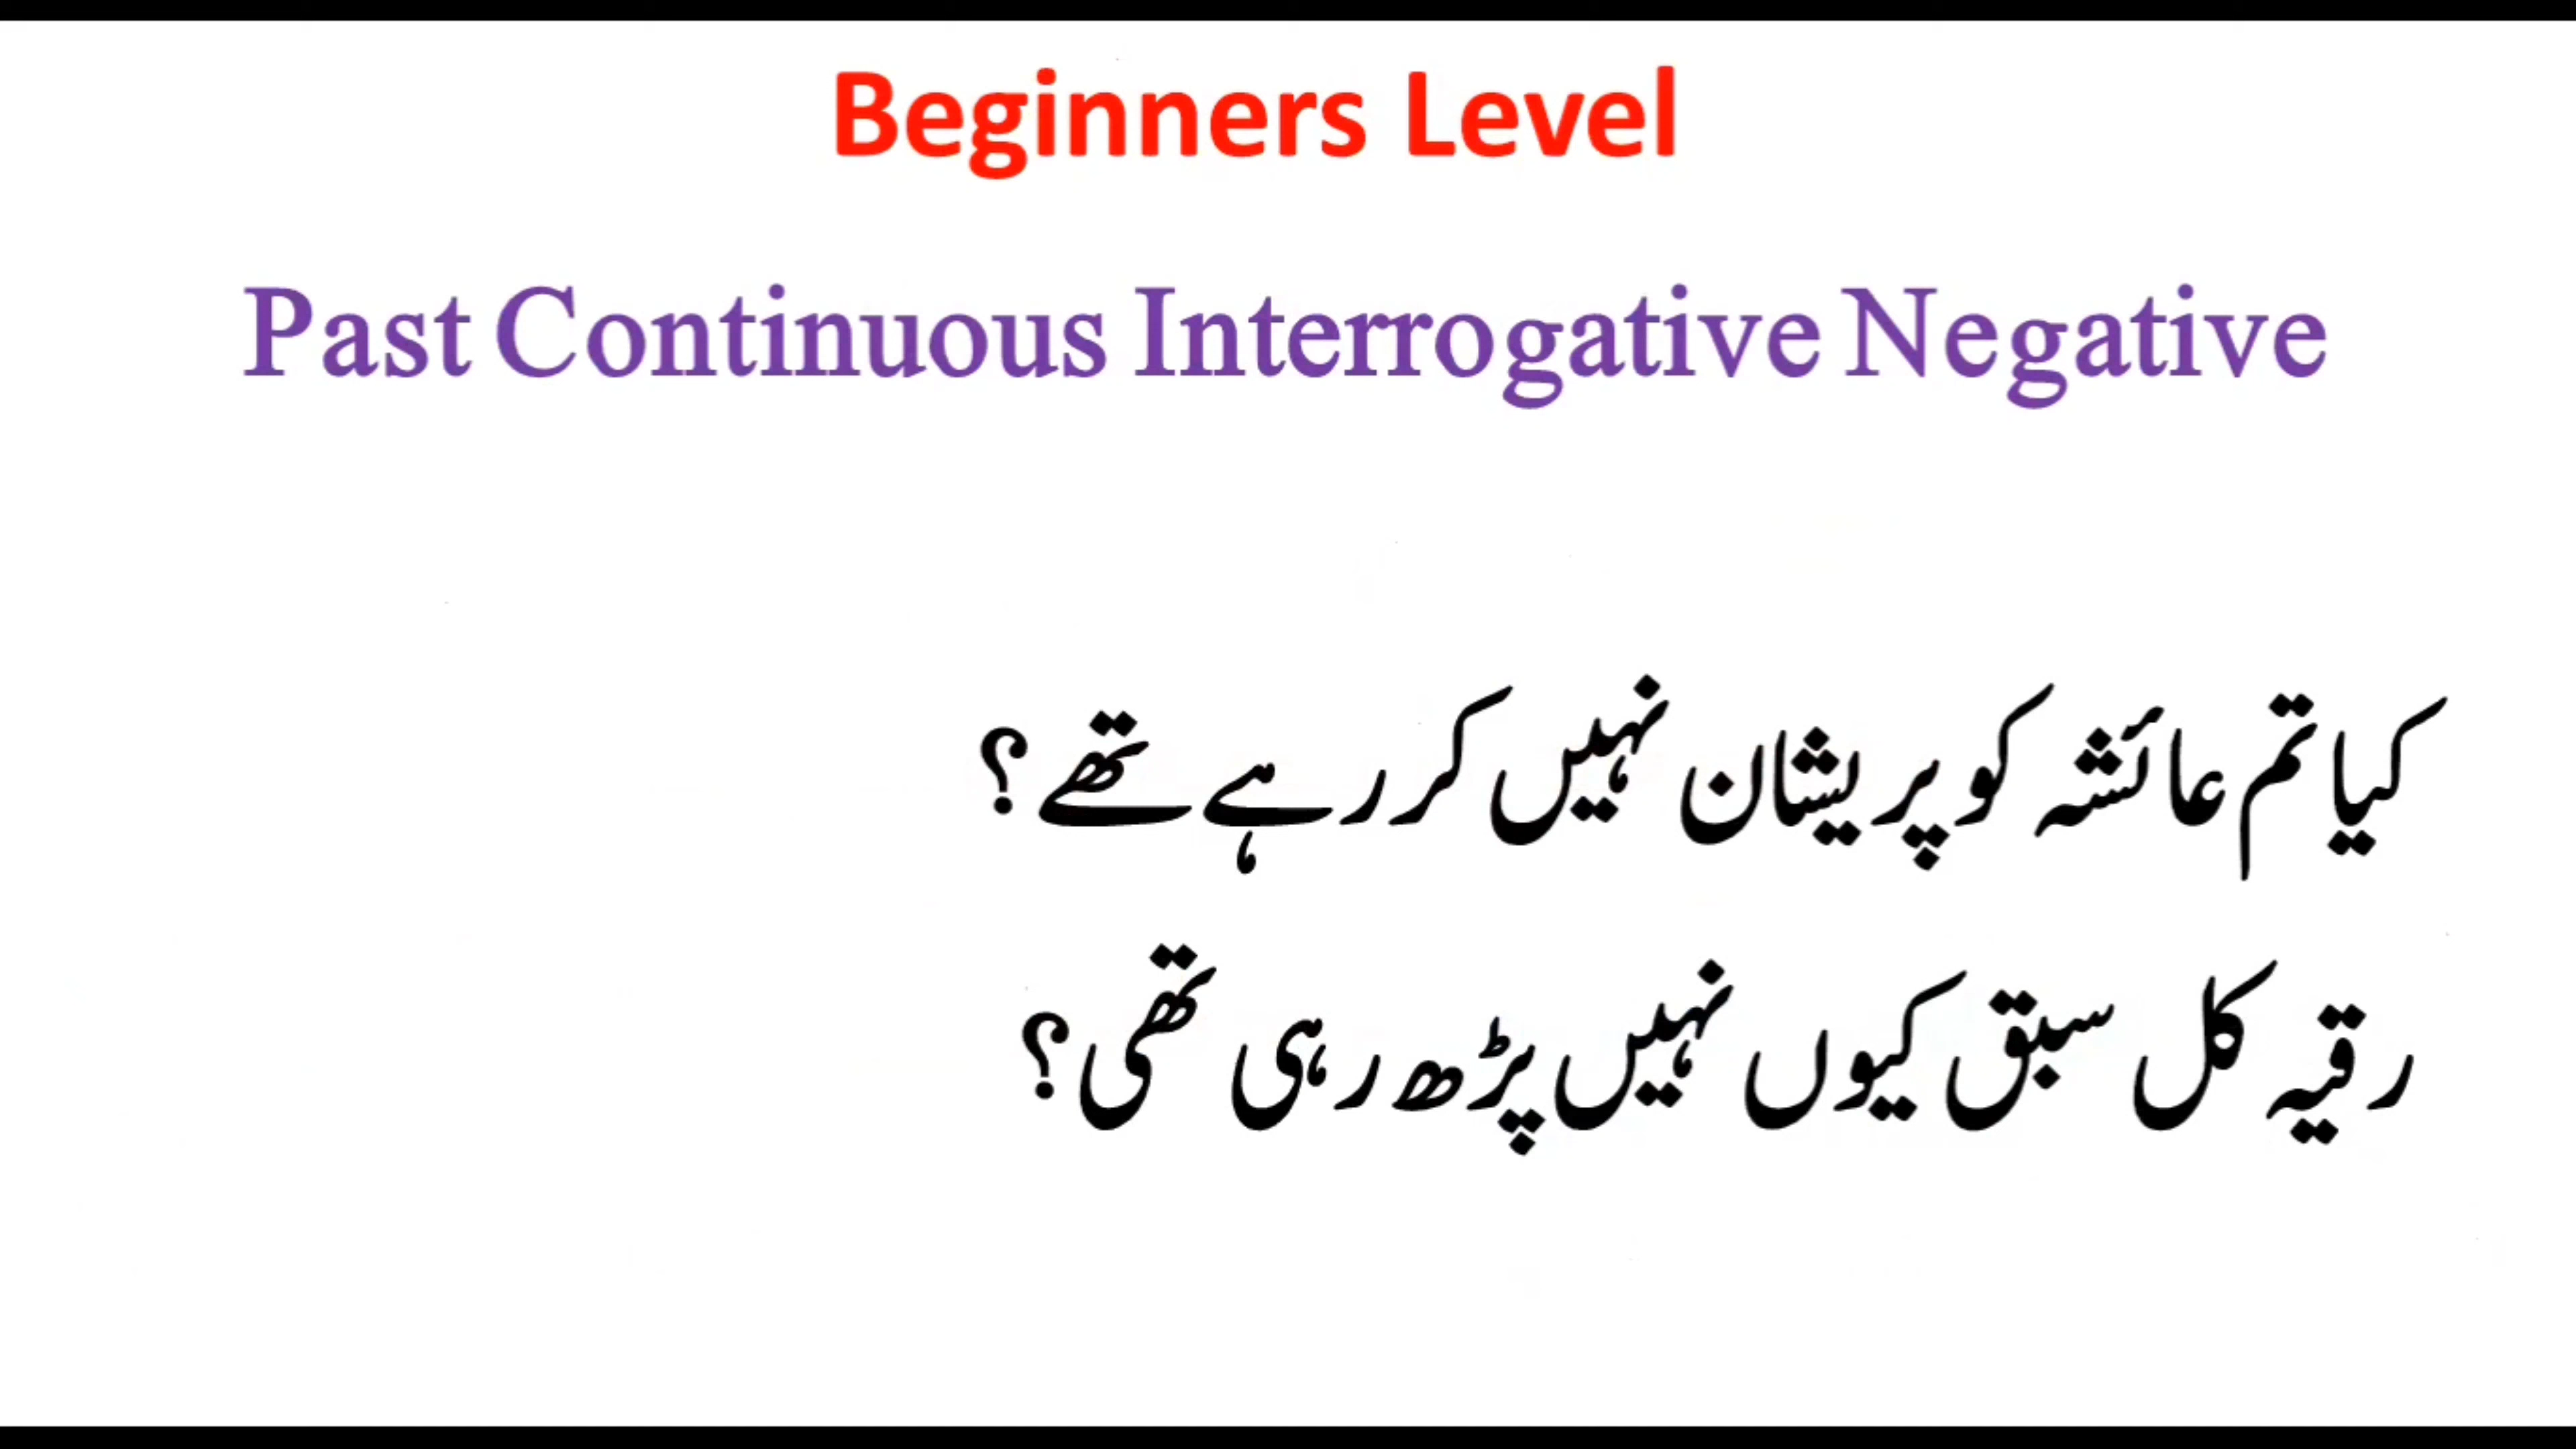 Beginners Level
Past Continuous Interrogative Negative
کیا تم عائشہ کو پریشان نہیں کر رہے تھے؟
رقیہ کل سبق کیوں نہیں پڑھ رہی تھی؟